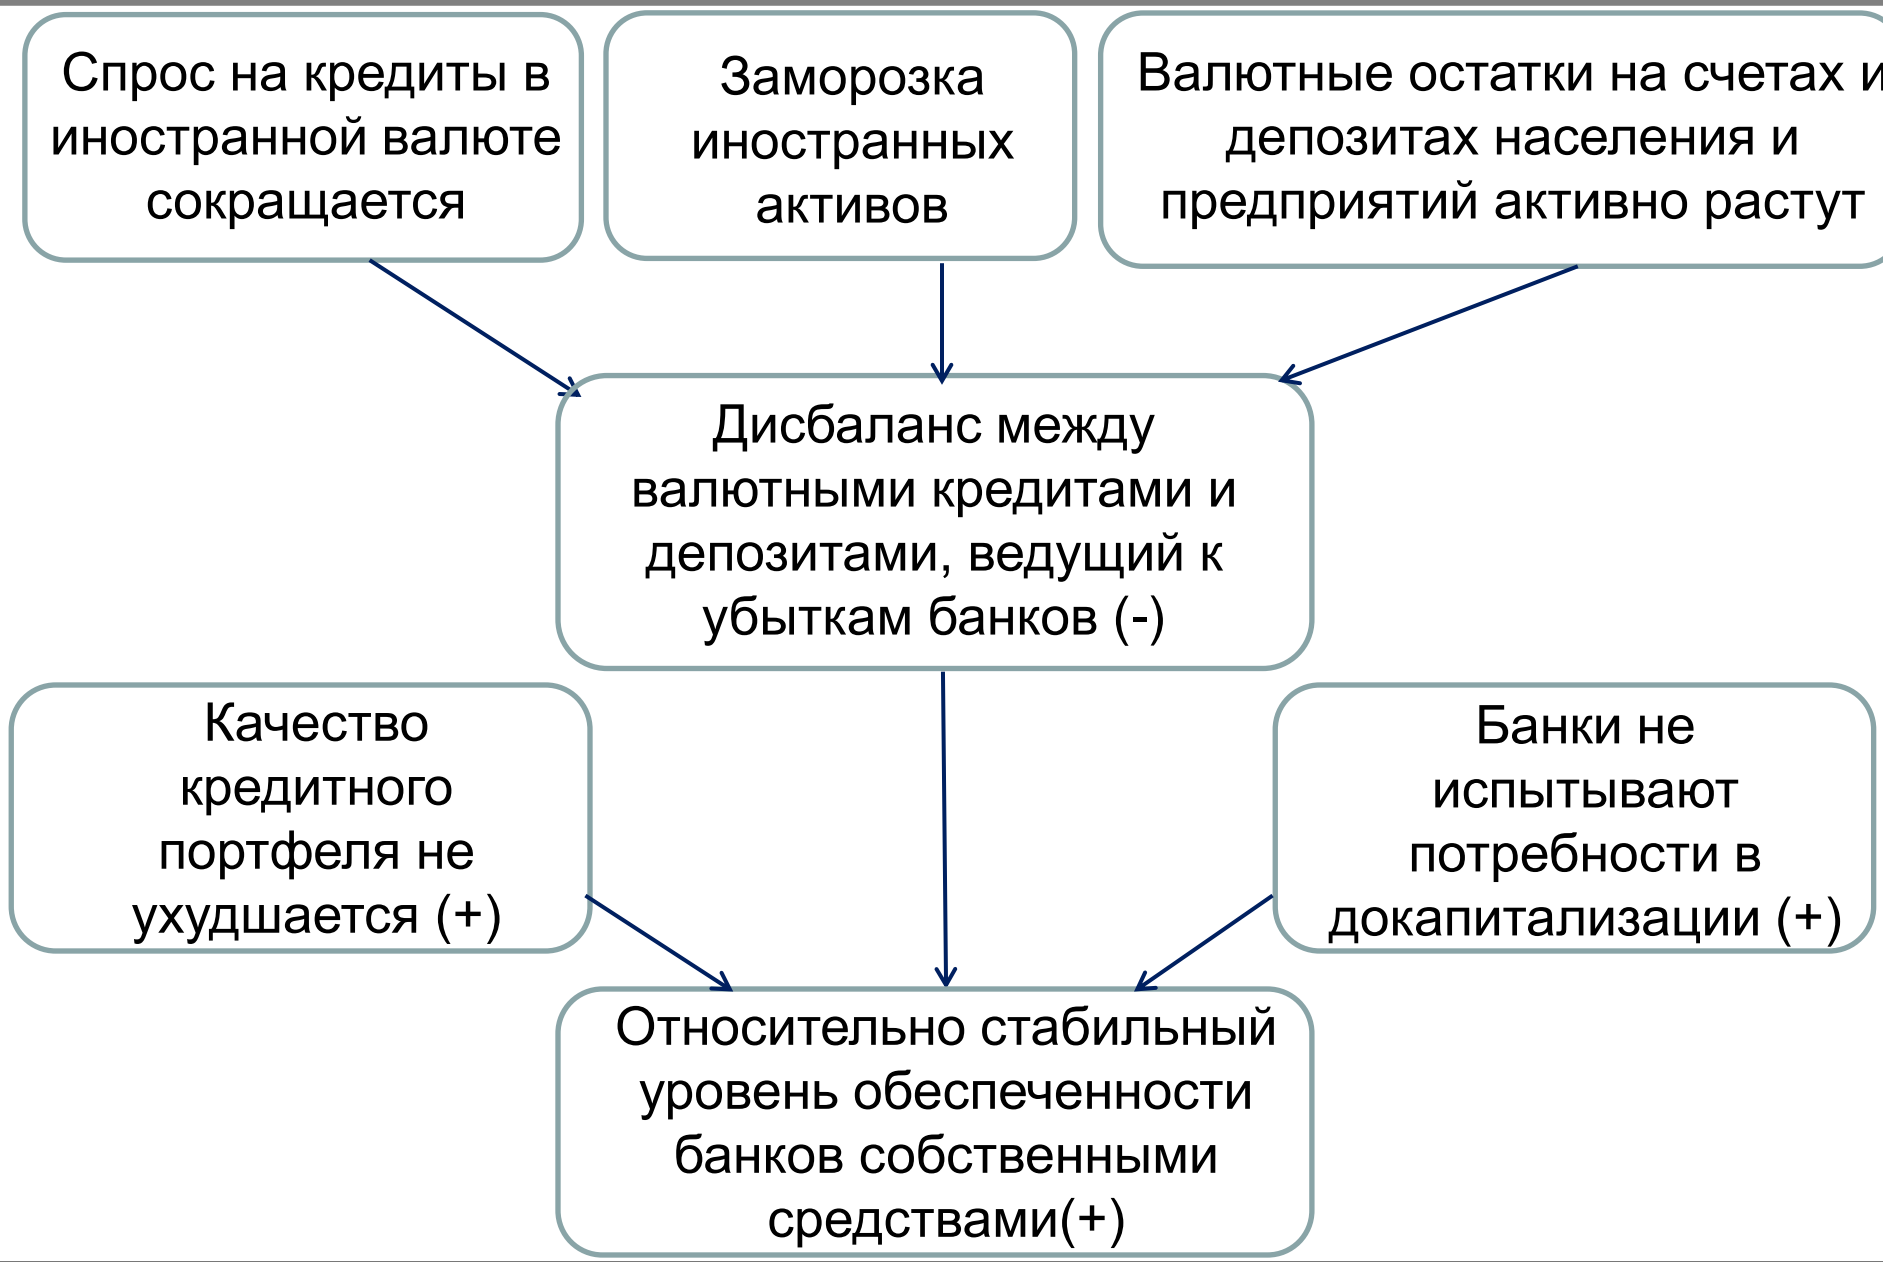 Спрос на кредиты в
иностранной валюте
сокращается
Заморозка
иностранных
активов
Валютные остатки на счетах и
депозитах населения и
предприятий активно растут
Дисбаланс между
валютными кредитами и
депозитами, ведущий к
убыткам банков (-)
Качество
кредитного
портфеля не
ухудшается (+)
Банки не
испытывают
потребности в
докапитализации (+)
Относительно стабильный
уровень обеспеченности
банков собственными
средствами(+)